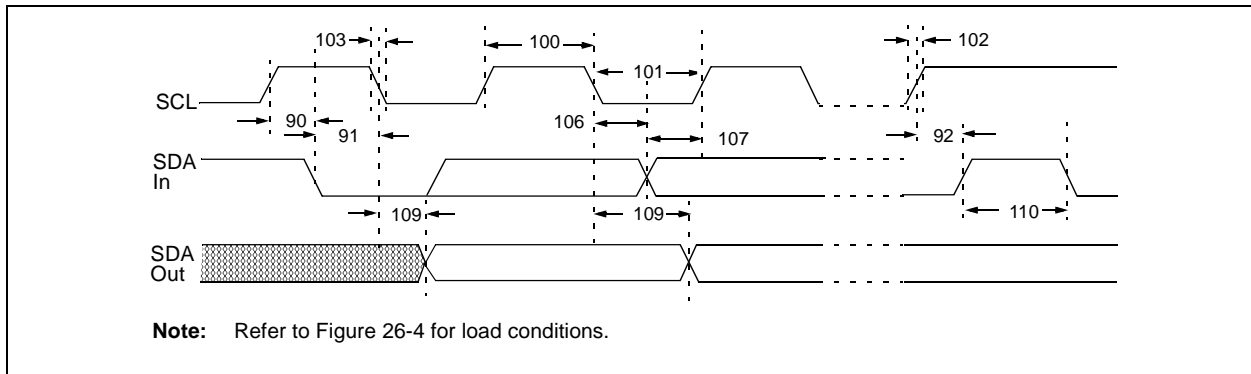 103
100
102
101
SCL
90
91
106
107
92
SDA
In
109
109
110
SDA
Out
Note: Refer to Figure 26-4 for load conditions.